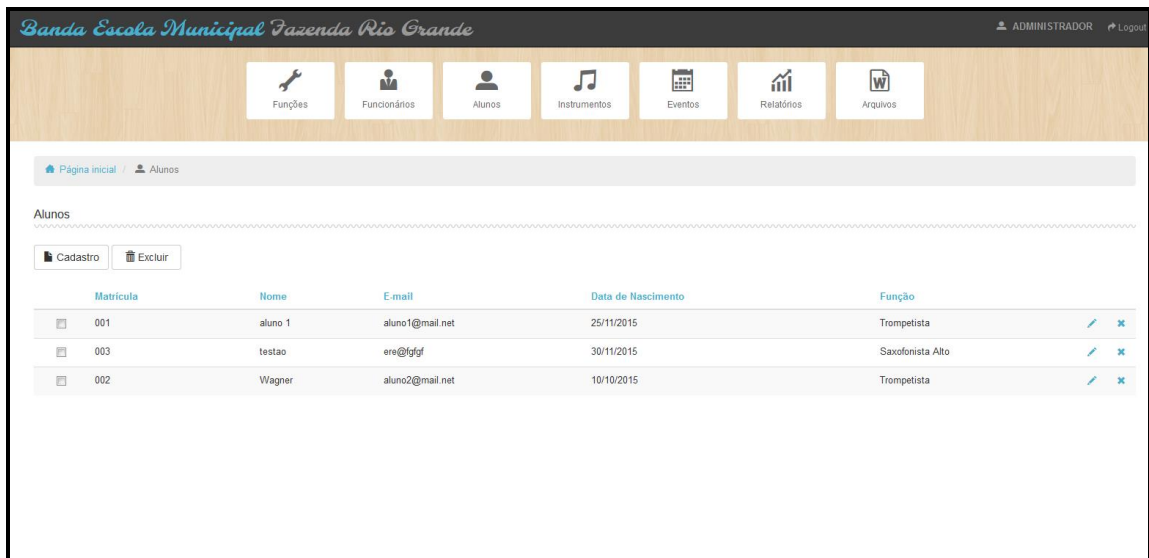 Banda Escola Municipal Fazenda Rio Grande ADMINISTRADOR Logout
Funções Funcionários Alunos Instrumentos Eventos Relatórios Arquivos
Página inicial / Alunos
Alunos
Cadastro Excluir
Matrícula Nome E-mail Data de Nascimento Função
001 aluno 1 aluno1@mail.net 25/11/2015 Trompetista
003 testao ere@fgfgf 30/11/2015 Saxofonista Alto
002 Wagner aluno2@mail.net 10/10/2015 Trompetista